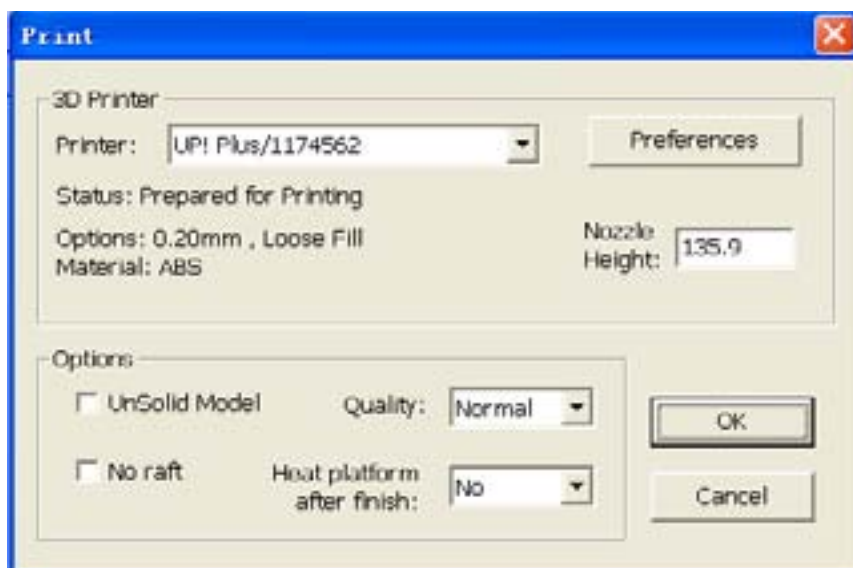 Print
3D Printer
Printer: UP! Plus/1174562
Preferences
Status: Prepared for Printing
Options: 0.20mm , Loose Fill
Material: ABS
Nozzle
Height: 135.9
Options
UnSolid Model
Quality: Normal
No raft
Heat platform
after finish: No
OK
Cancel